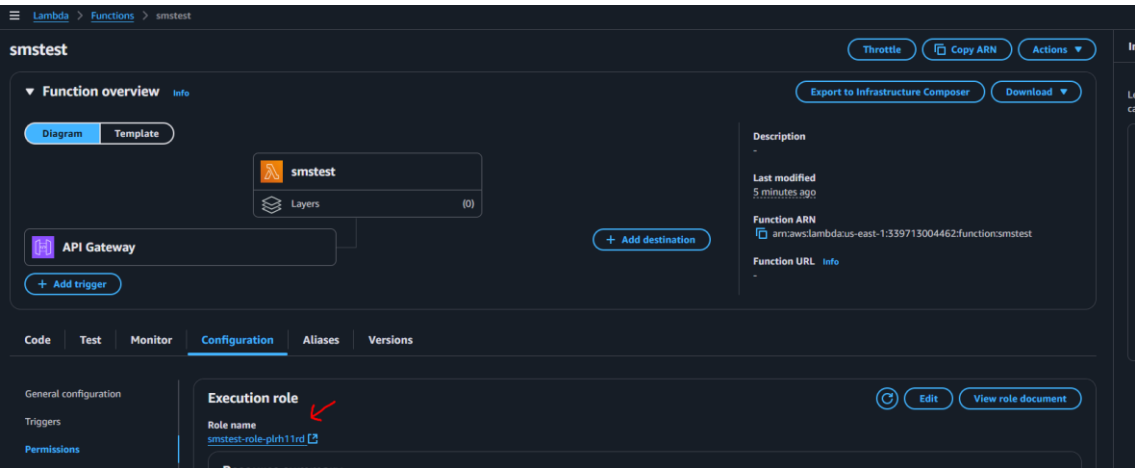 Lambda > Functions > smstest
smstest
Throttle
Copy ARN
Actions
In
Function overview Info
Export to Infrastructure Composer
Download
Diagram
Template
smstest
Layers (0)
API Gateway
+ Add trigger
+ Add destination
Description
-
Last modified
5 minutes ago
Function ARN
arn:aws:lambda:us-east-1:339713004462:function:smstest
Function URL Info
-
Code Test Monitor Configuration Aliases Versions
General configuration
Triggers
Permissions
Execution role
Edit
View role document
Role name
smstest-role-plrh11rd